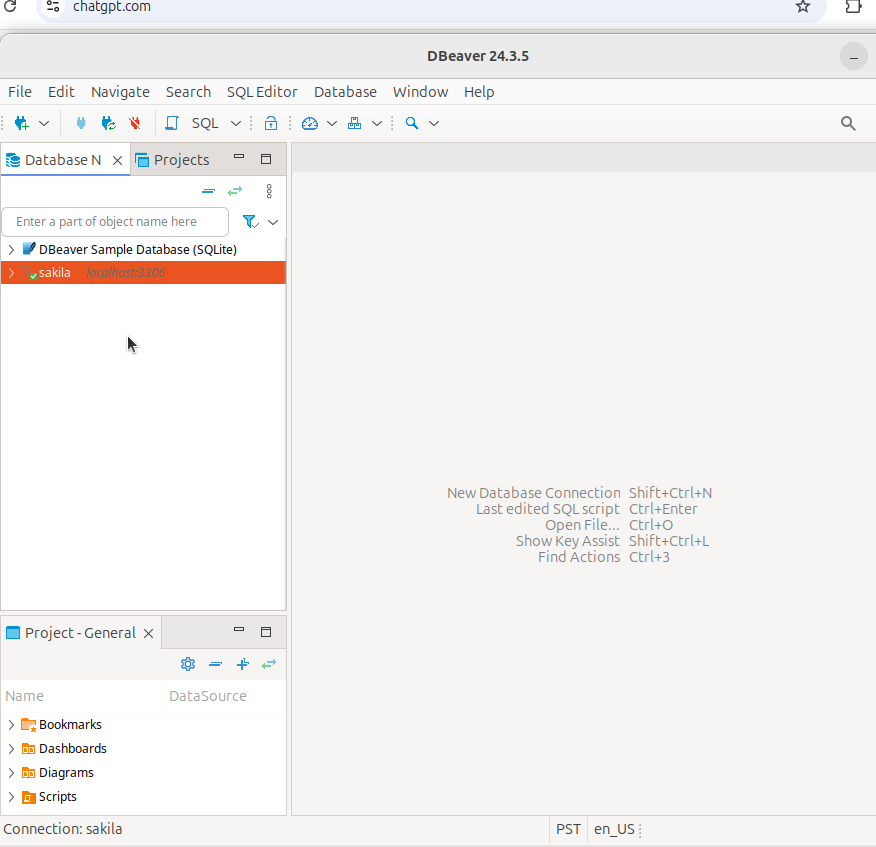 chatgpt.com
DBeaver 24.3.5
File Edit Navigate Search SQL Editor Database Window Help
SQL
Database N Projects
Enter a part of object name here
DBeaver Sample Database (SQLite)
sakila localhost:3306
New Database Connection Shift+Ctrl+N
Last edited SQL script Ctrl+Enter
Open File... Ctrl+O
Show Key Assist Shift+Ctrl+L
Find Actions Ctrl+3
Project - General
Name DataSource
Bookmarks
Dashboards
Diagrams
Scripts
Connection: sakila PST en_US